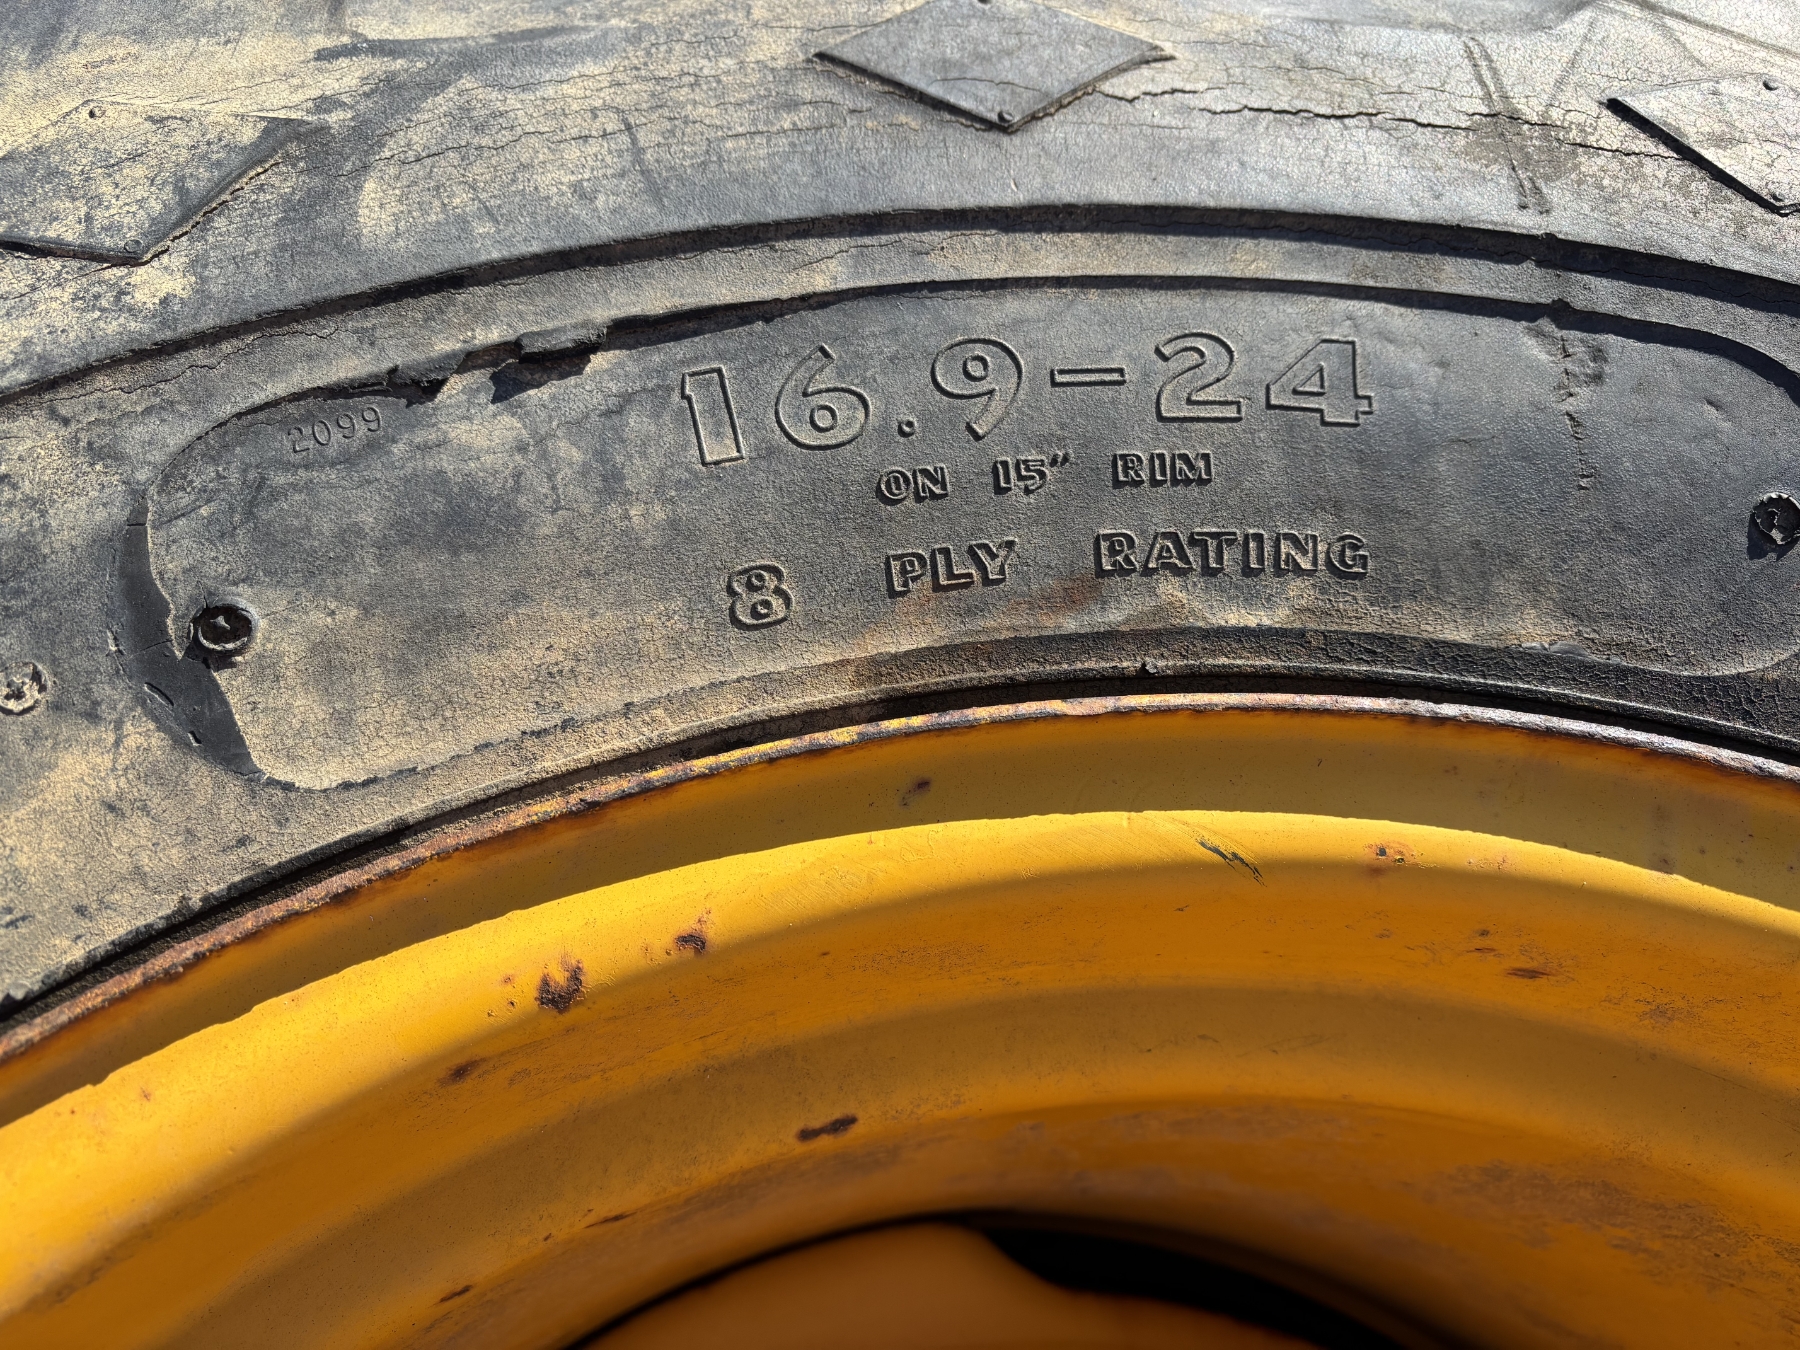 2099
16.9-24
ON 15" RIM
8 PLY RATING